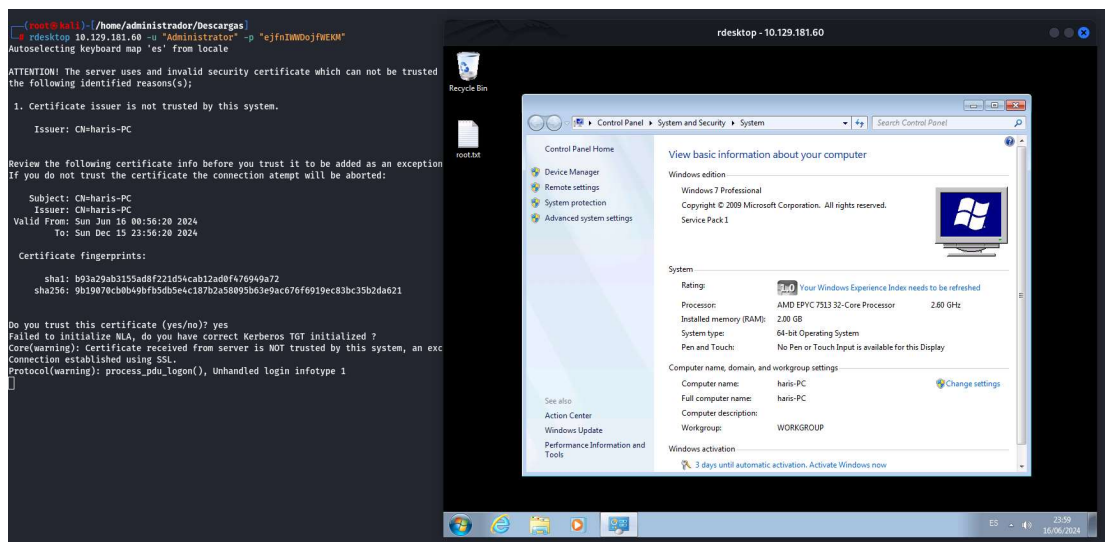 (root㉿kali)-[/home/administrador/Descargas]
# rdesktop 10.129.181.60 -u "Administrator" -p "ejfnIWWDojfWEKM"
Autoselecting keyboard map 'es' from locale
ATTENTION! The server uses and invalid security certificate which can not be trusted
the following identified reasons(s);
1. Certificate issuer is not trusted by this system.
Issuer: CN=haris-PC
Review the following certificate info before you trust it to be added as an exception
If you do not trust the certificate the connection atempt will be aborted:
Subject: CN=haris-PC
Issuer: CN=haris-PC
Valid From: Sun Jun 16 00:56:20 2024
To: Sun Dec 15 23:56:20 2024
Certificate fingerprints:
sha1: b93a29ab3155ad8f221d54cab12ad0f476949a72
sha256: 9b19070cb0b49bfb5db5e4c187b2a58095b63e9ac676f6919ec83bc35b2da621
Do you trust this certificate (yes/no)? yes
Failed to initialize NLA, do you have correct Kerberos TGT initialized ?
Core(warning): Certificate received from server is NOT trusted by this system, an exc
Connection established using SSL.
Protocol(warning): process_pdu_logon(), Unhandled login infotype 1
rdesktop - 10.129.181.60
Recycle Bin
root.txt
Control Panel System and Security System
Search Control Panel
Control Panel Home
Device Manager
Remote settings
System protection
Advanced system settings
See also
Action Center
Windows Update
Performance Information and
Tools
View basic information about your computer
Windows edition
Windows 7 Professional
Copyright © 2009 Microsoft Corporation. All rights reserved.
Service Pack 1
System
Rating: 1,0 Your Windows Experience Index needs to be refreshed
Processor: AMD EPYC 7513 32-Core Processor 2.60 GHz
Installed memory (RAM): 2.00 GB
System type: 64-bit Operating System
Pen and Touch: No Pen or Touch Input is available for this Display
Computer name, domain, and workgroup settings
Computer name: haris-PC Change settings
Full computer name: haris-PC
Computer description:
Workgroup: WORKGROUP
Windows activation
3 days until automatic activation. Activate Windows now
ES 23:59
16/06/2024